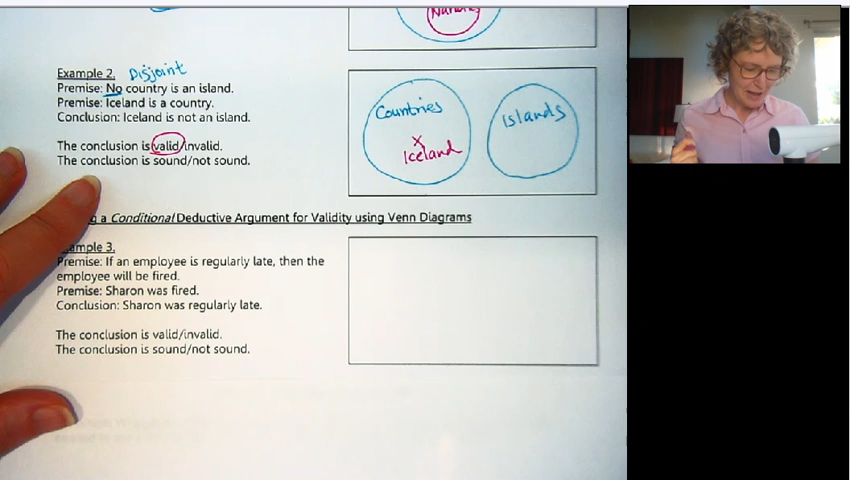 Example 2. Disjoint
Premise: No country is an island.
Premise: Iceland is a country.
Conclusion: Iceland is not an island.
The conclusion is valid/invalid.
The conclusion is sound/not sound.
Countries
x
Iceland
islands
g a Conditional Deductive Argument for Validity using Venn Diagrams
ample 3.
Premise: If an employee is regularly late, then the
employee will be fired.
Premise: Sharon was fired.
Conclusion: Sharon was regularly late.
The conclusion is valid/invalid.
The conclusion is sound/not sound.